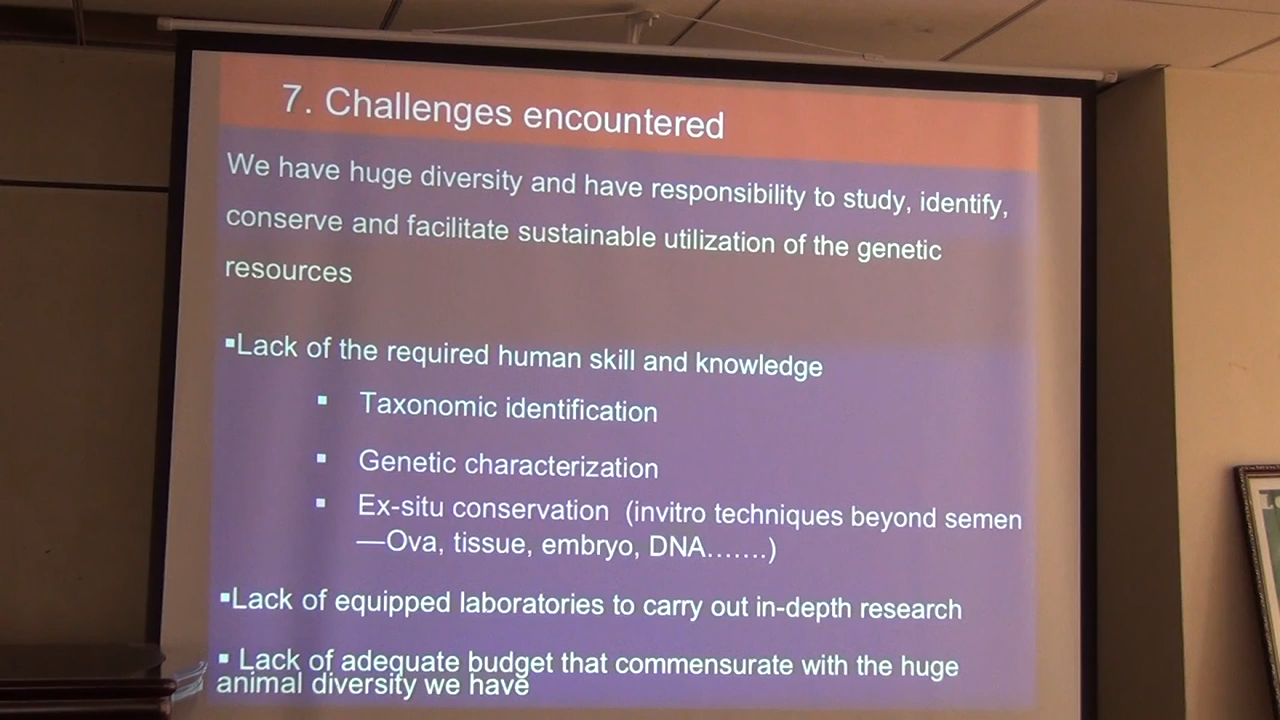 7. Challenges encountered
We have huge diversity and have responsibility to study, identify,
conserve and facilitate sustainable utilization of the genetic
resources
▪Lack of the required human skill and knowledge
▪ Taxonomic identification
▪ Genetic characterization
▪ Ex-situ conservation (invitro techniques beyond semen
—Ova, tissue, embryo, DNA…….)
▪Lack of equipped laboratories to carry out in-depth research
▪ Lack of adequate budget that commensurate with the huge
animal diversity we have